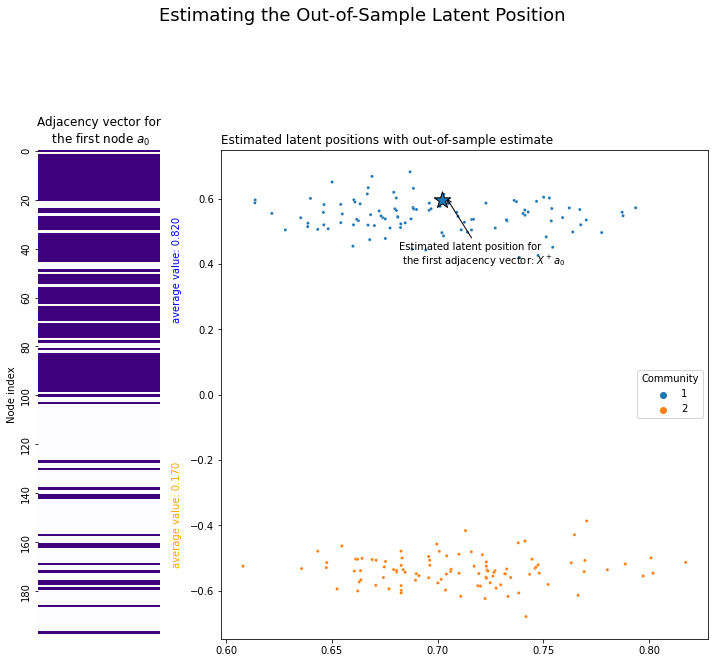 Estimating the Out-of-Sample Latent Position
Adjacency vector for
the first node a₀
Node index
0
20
40
60
80
100
120
140
160
180
average value: 0.820
average value: 0.170
Estimated latent positions with out-of-sample estimate
0.6
0.4
0.2
0.0
−0.2
−0.4
−0.6
0.60
0.65
0.70
0.75
0.80
Estimated latent position for
the first adjacency vector: X⁺a₀
Community
1
2